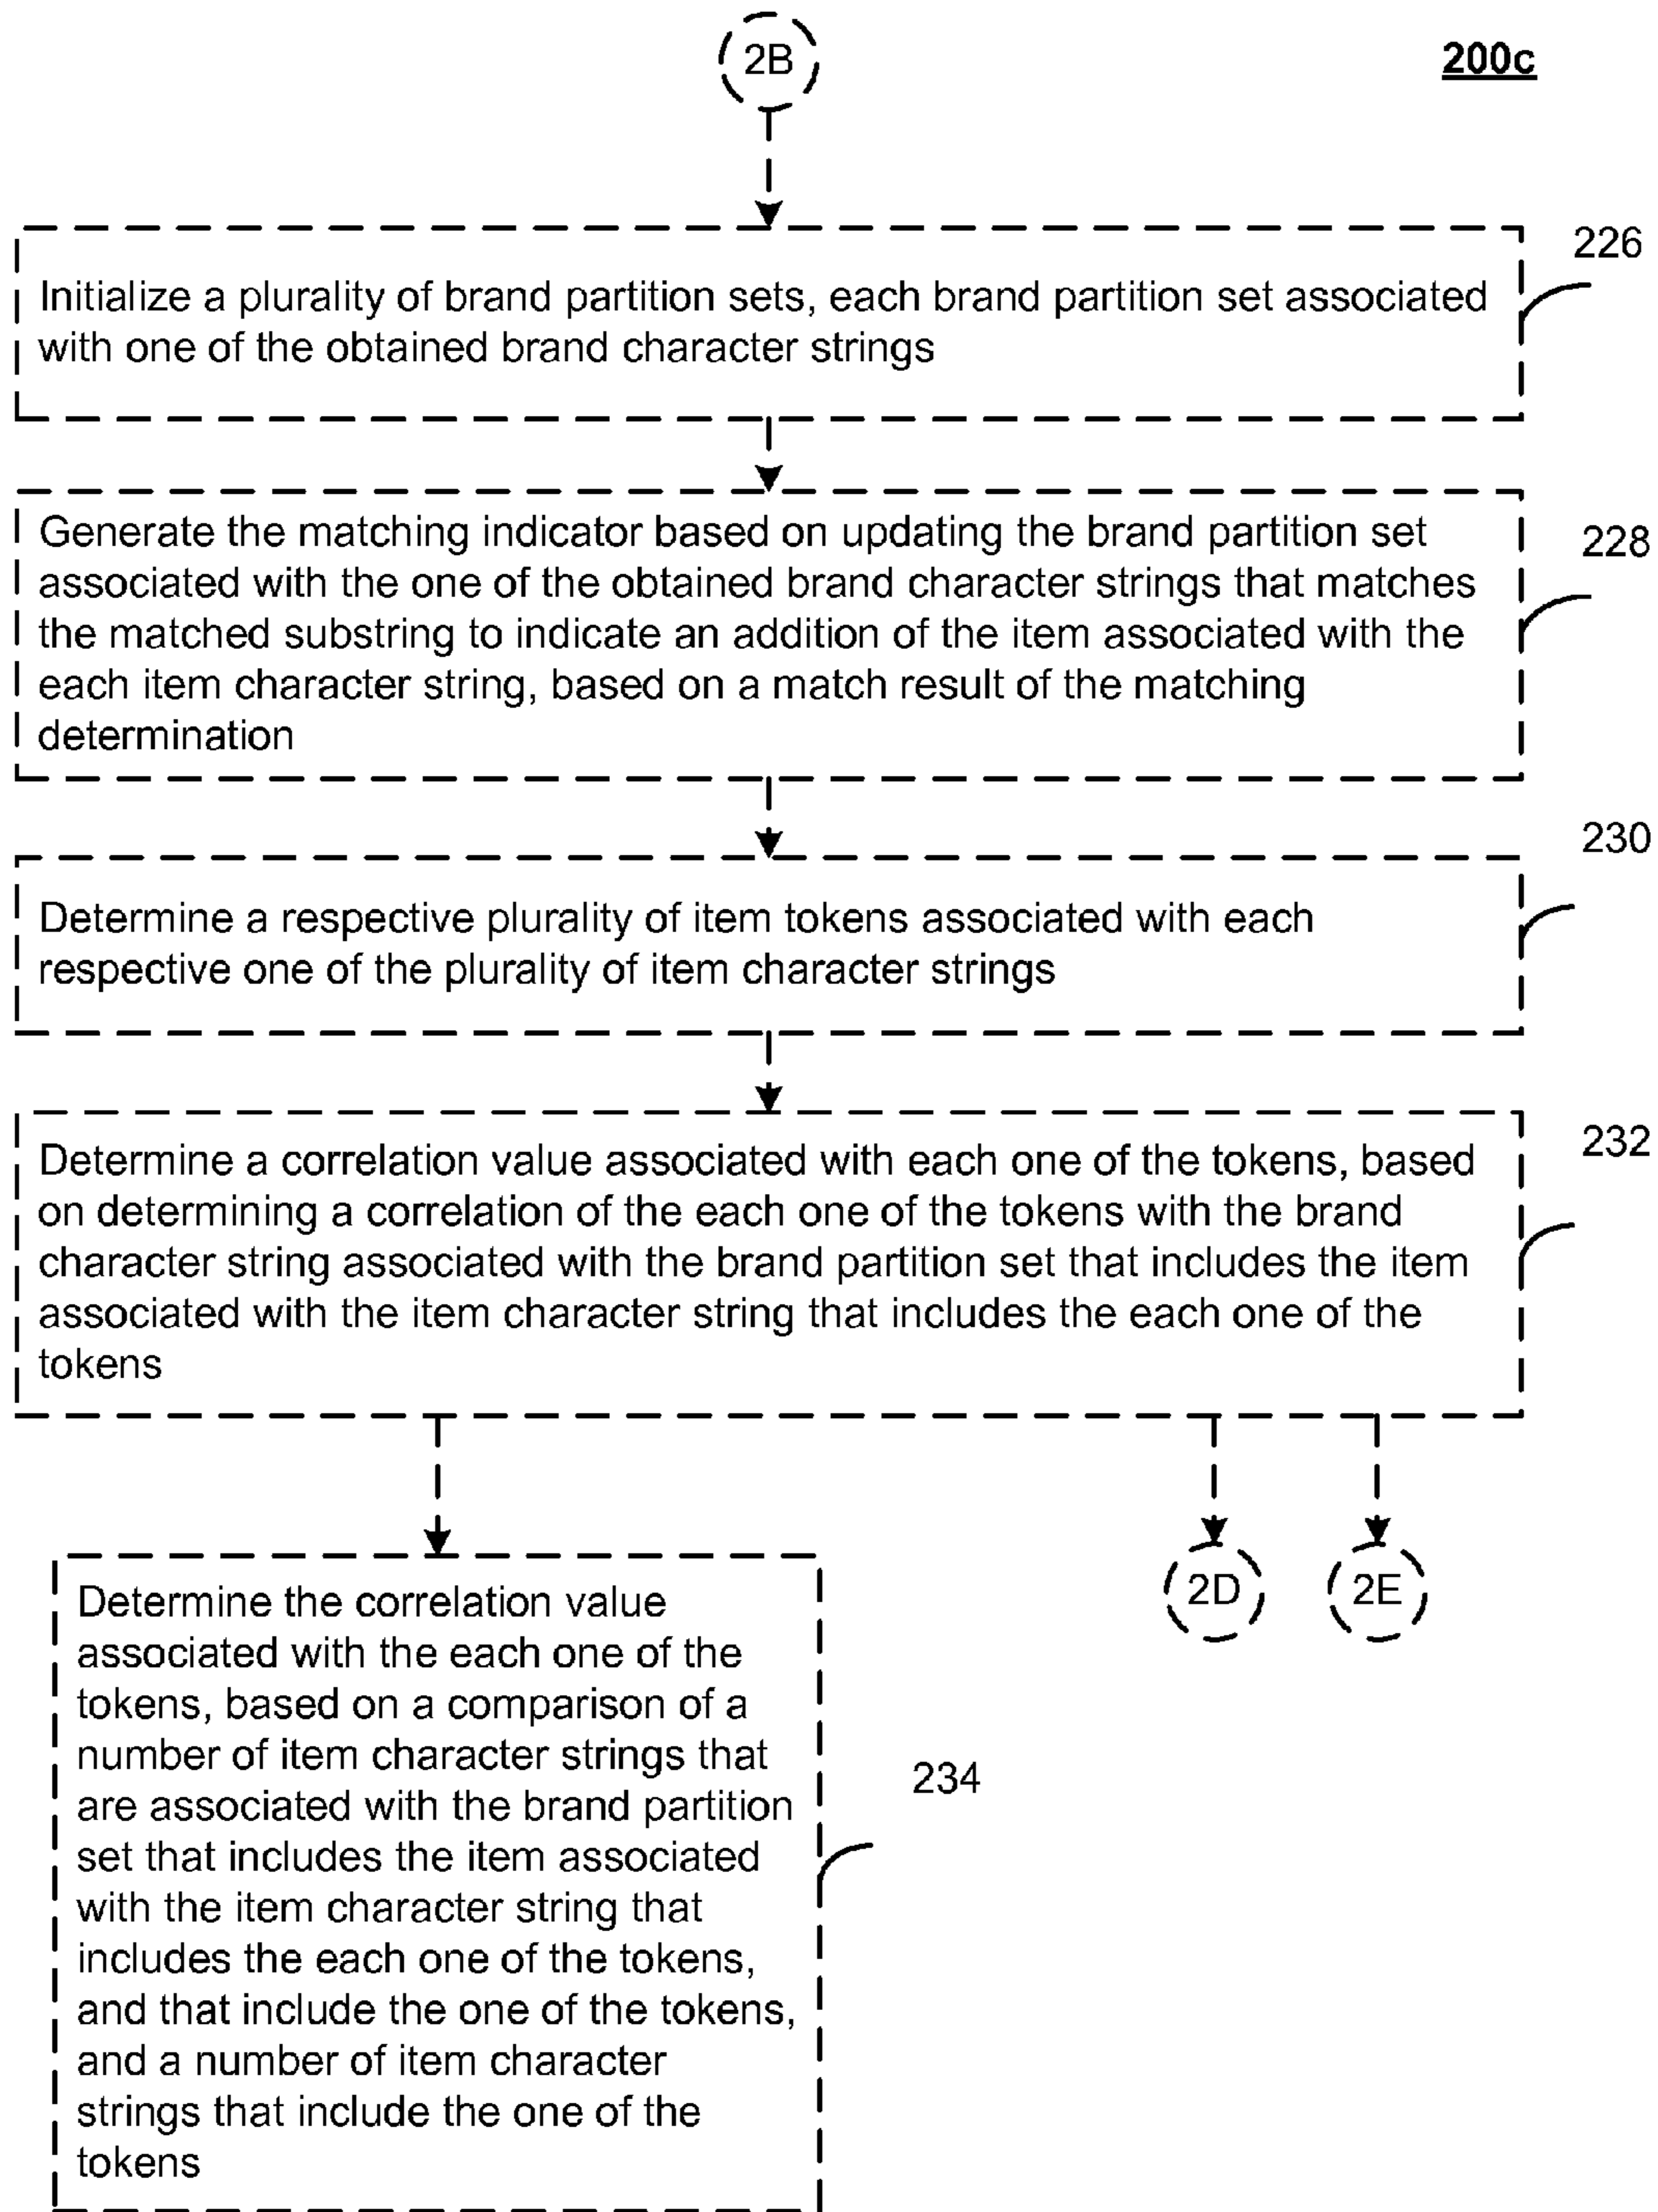 2B
200c
226
Initialize a plurality of brand partition sets, each brand partition set associated
with one of the obtained brand character strings
228
Generate the matching indicator based on updating the brand partition set
associated with the one of the obtained brand character strings that matches
the matched substring to indicate an addition of the item associated with the
each item character string, based on a match result of the matching
determination
230
Determine a respective plurality of item tokens associated with each
respective one of the plurality of item character strings
232
Determine a correlation value associated with each one of the tokens, based
on determining a correlation of the each one of the tokens with the brand
character string associated with the brand partition set that includes the item
associated with the item character string that includes the each one of the
tokens
2D
2E
Determine the correlation value
associated with the each one of the
tokens, based on a comparison of a
number of item character strings that
are associated with the brand partition
set that includes the item associated
with the item character string that
includes the each one of the tokens,
and that include the one of the tokens,
and a number of item character
strings that include the one of the
tokens
234